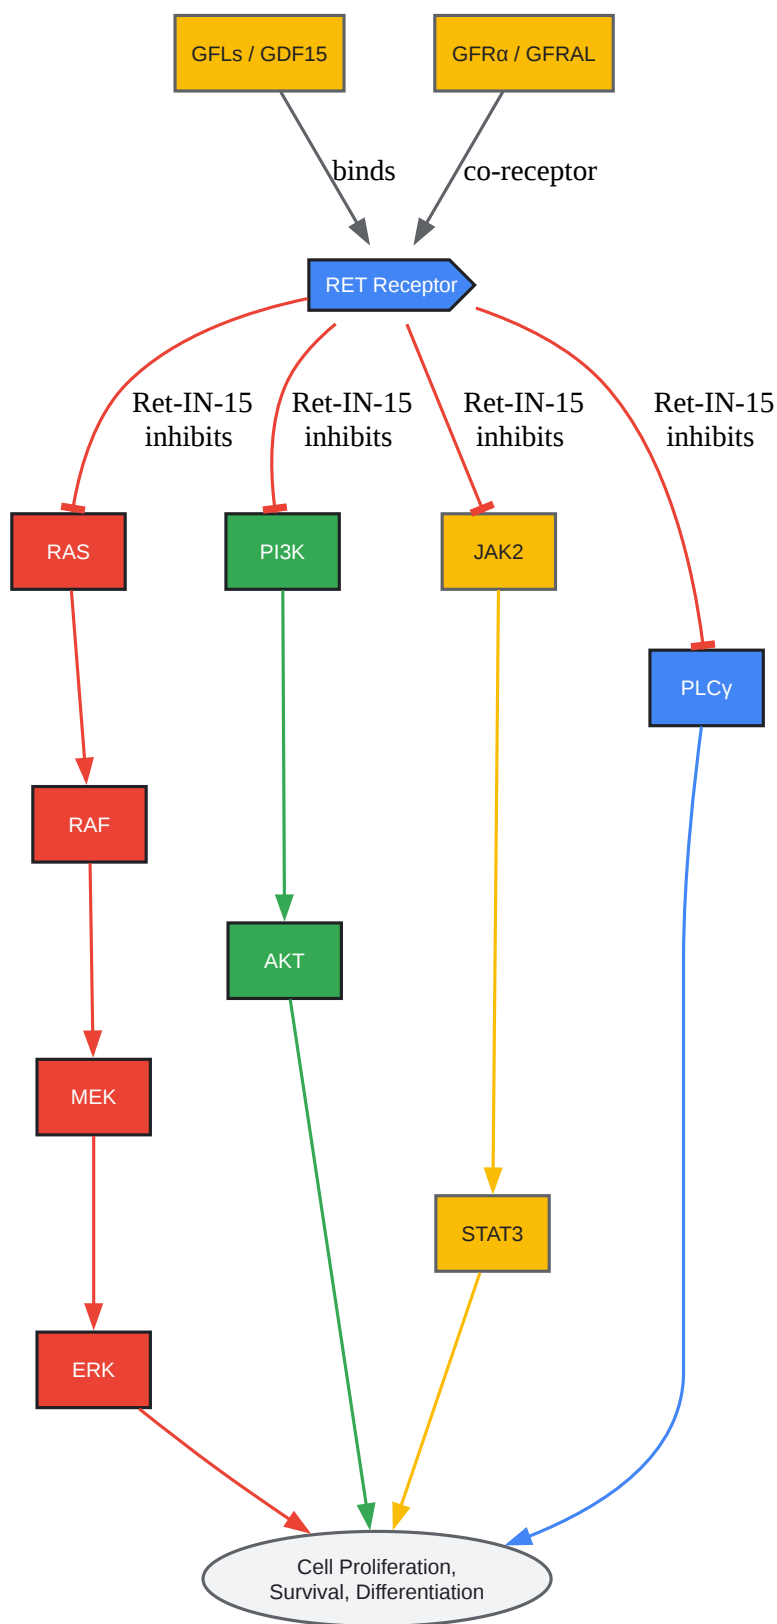 GFLs / GDF15
GFRα / GFRAL
binds
co-receptor
RET Receptor
Ret-IN-15
inhibits
Ret-IN-15
inhibits
Ret-IN-15
inhibits
Ret-IN-15
inhibits
RAS
PI3K
JAK2
PLCγ
RAF
AKT
MEK
STAT3
ERK
Cell Proliferation,
Survival, Differentiation